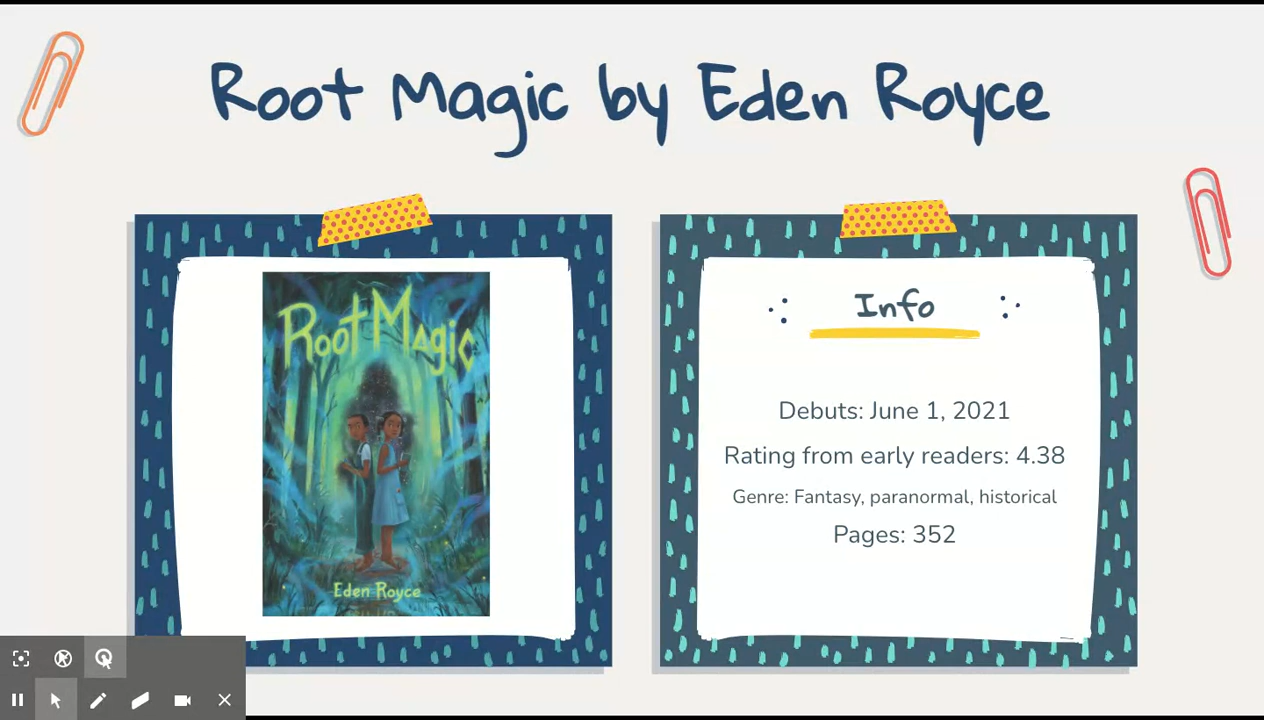 Root Magic by Eden Royce
Root Magic
Eden Royce
Info
Debuts: June 1, 2021
Rating from early readers: 4.38
Genre: Fantasy, paranormal, historical
Pages: 352